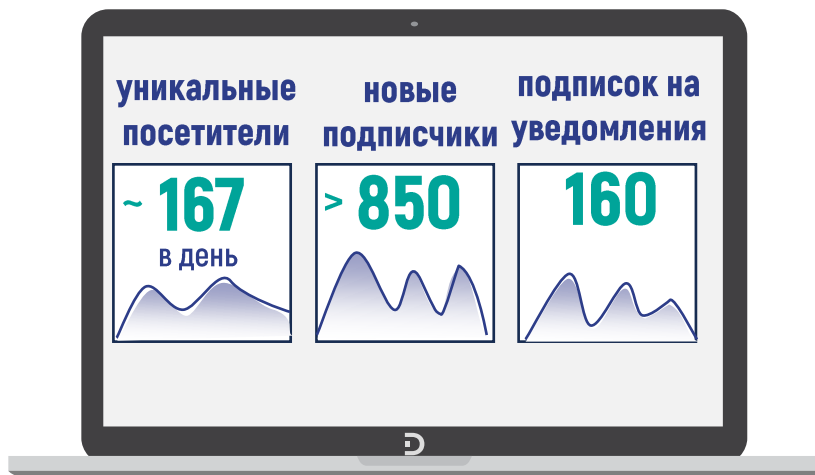 уникальные
посетители
~ 167
в день
новые
подписчики
> 850
подписок на
уведомления
160